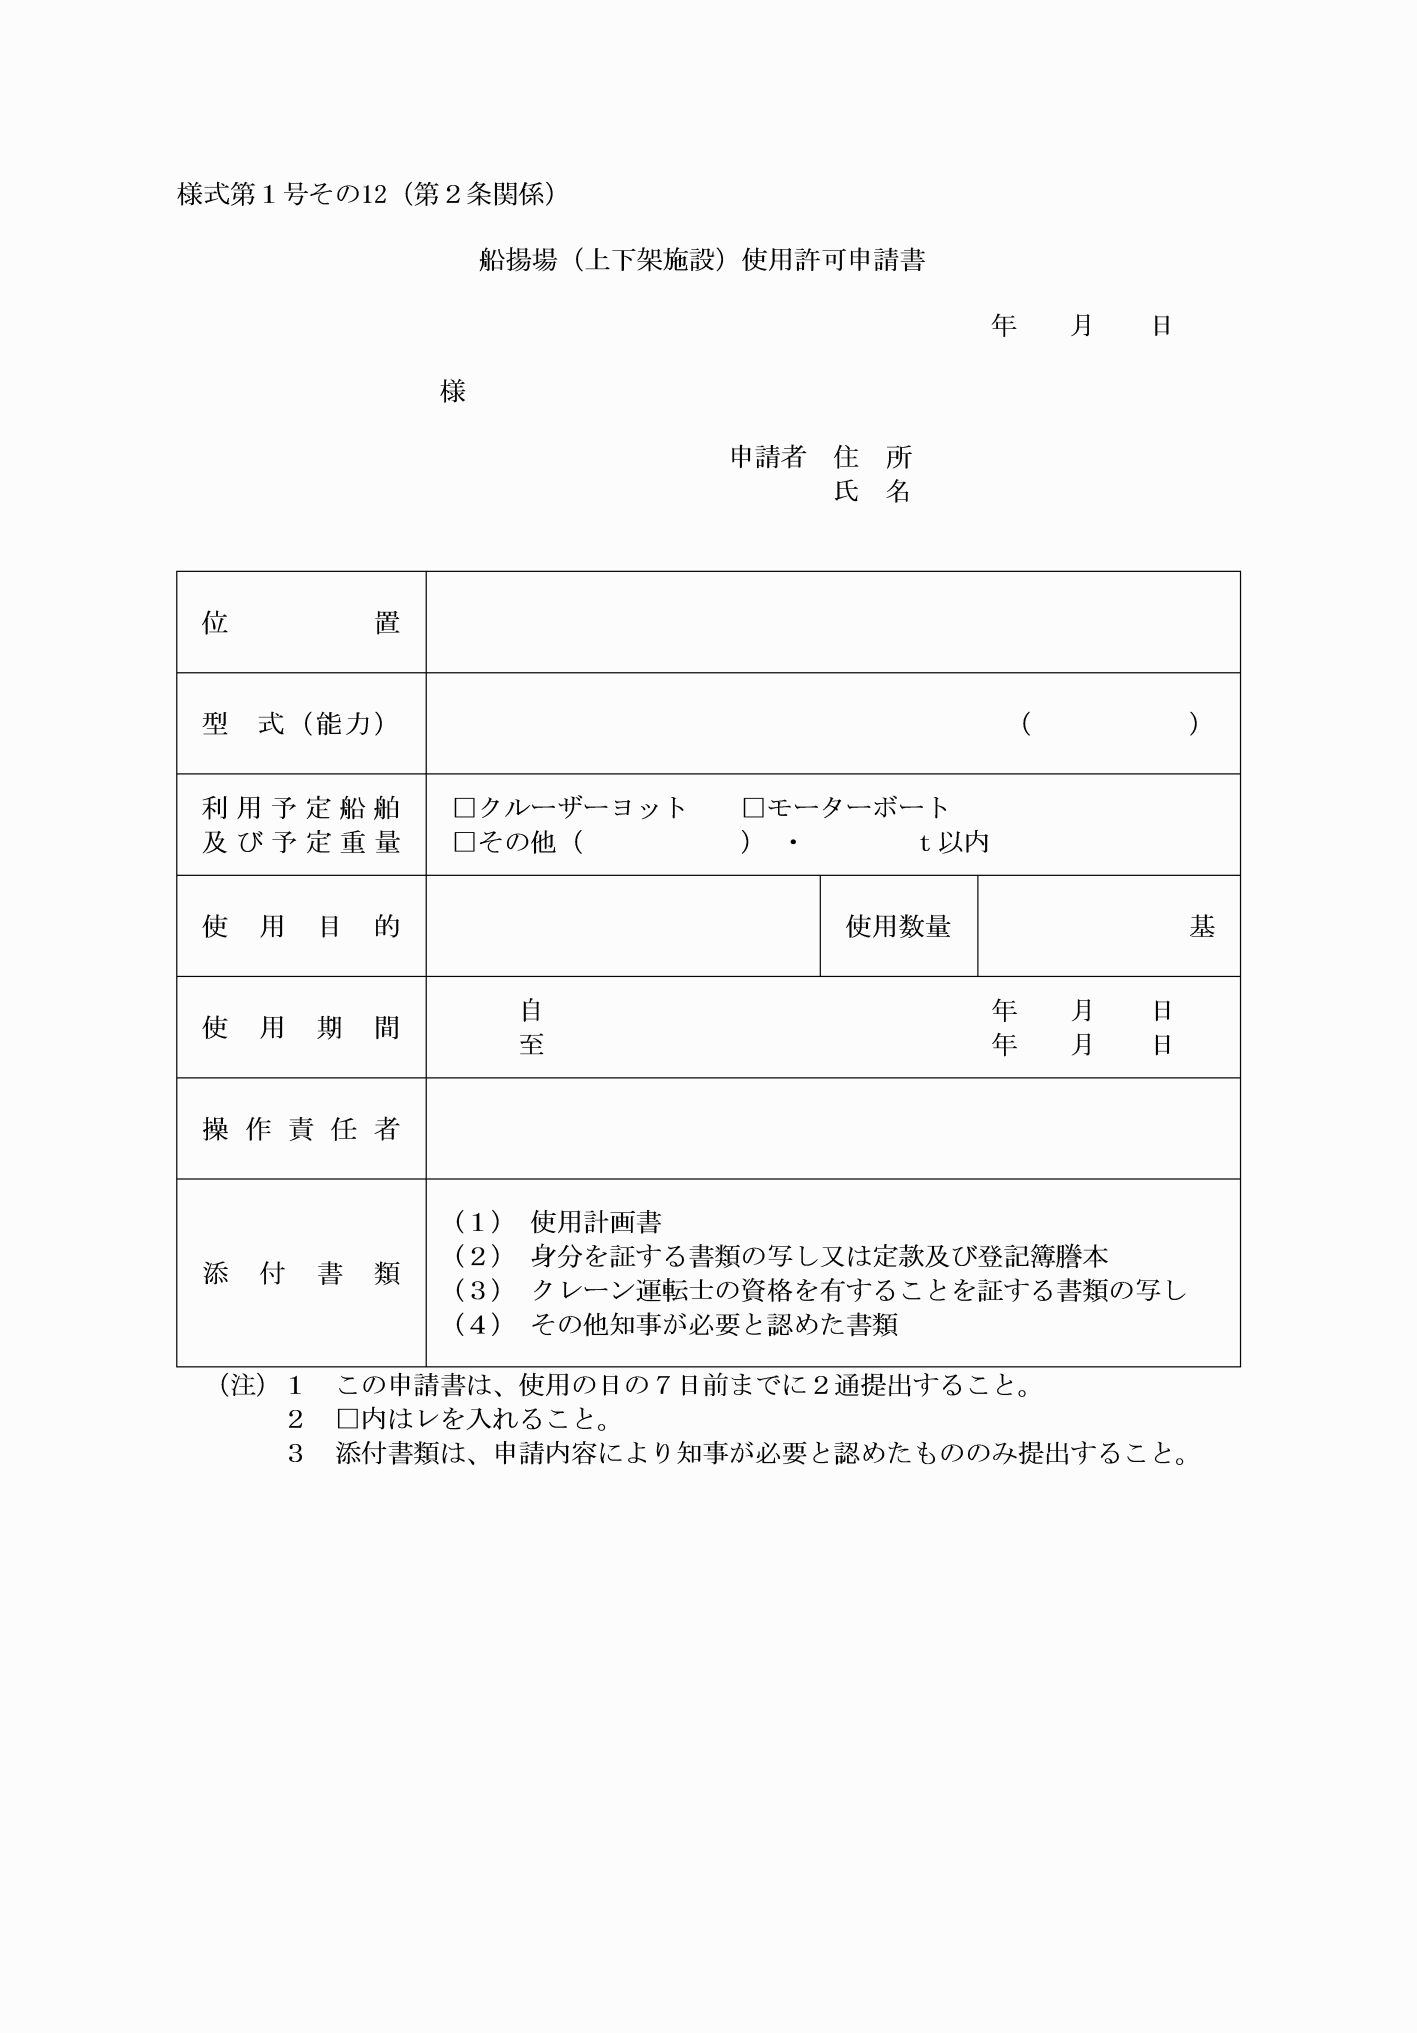 様式第１号その12（第２条関係）
船揚場（上下架施設）使用許可申請書
年　　月　　日
様
申請者　住　所
氏　名
位　　　　　置
型　式（能力）　　　　　　（　　　　　　）
利用予定船舶　□クルーザーヨット　　□モーターボート
及び予定重量　□その他（　　　　　　）　・　　　　　ｔ以内
使　用　目　的　　　　　使用数量　　　　　基
使　用　期　間　　自　　　　　　　　年　　月　　日
至　　　　　　　　年　　月　　日
操作責任者
添　付　書　類
（１）　使用計画書
（２）　身分を証する書類の写し又は定款及び登記簿謄本
（３）　クレーン運転士の資格を有することを証する書類の写し
（４）　その他知事が必要と認めた書類
（注）１　この申請書は、使用の日の７日前までに２通提出すること。
２　□内はレを入れること。
３　添付書類は、申請内容により知事が必要と認めたもののみ提出すること。